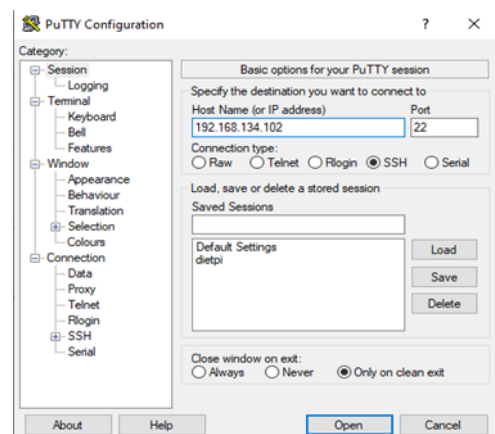 PuTTY Configuration ? ×
Category:
Session
Logging
Terminal
Keyboard
Bell
Features
Window
Appearance
Behaviour
Translation
Selection
Colours
Connection
Data
Proxy
Telnet
Rlogin
SSH
Serial
Basic options for your PuTTY session
Specify the destination you want to connect to
Host Name (or IP address) Port
192.168.134.102 22
Connection type:
Raw Telnet Rlogin SSH Serial
Load, save or delete a stored session
Saved Sessions
Default Settings
dietpi
Load
Save
Delete
Close window on exit:
Always Never Only on clean exit
About Help Open Cancel